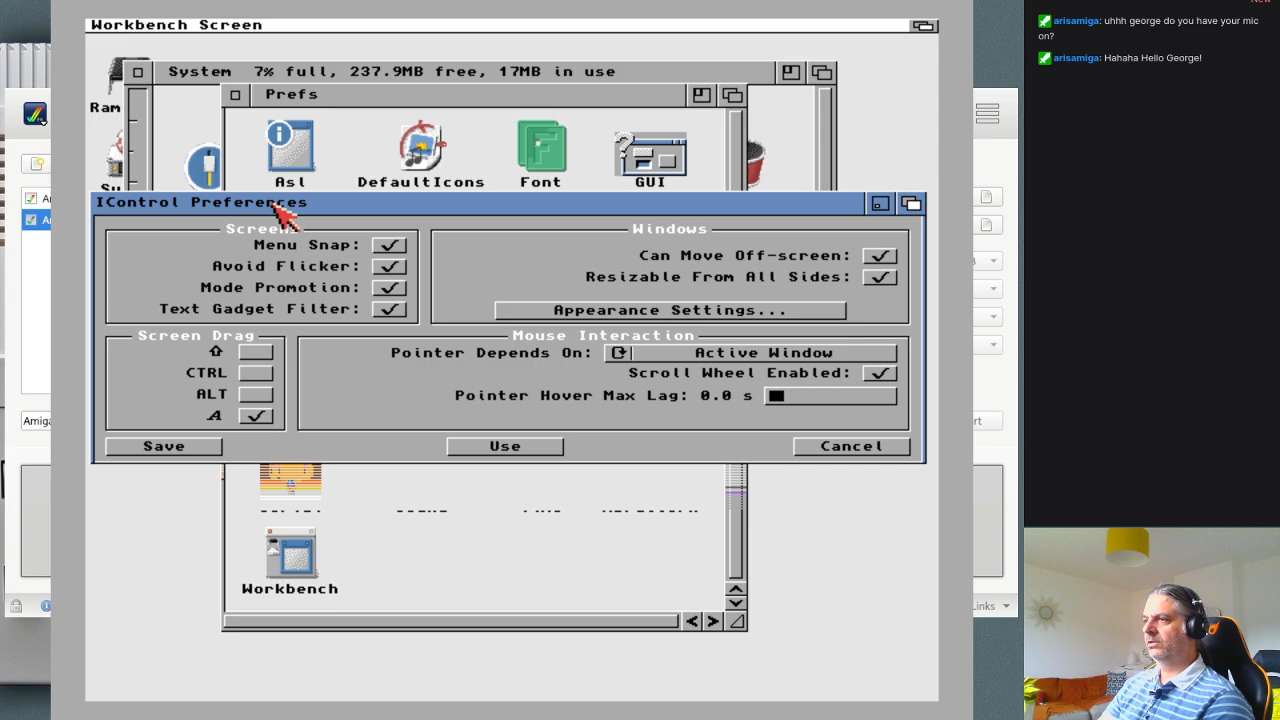 Workbench Screen
System 7% full, 237.9MB free, 17MB in use
Prefs
Ram
Asl
DefaultIcons
Font
GUI
IControl Preferences
Screens
Menu Snap:
Avoid Flicker:
Mode Promotion:
Text Gadget Filter:
Windows
Can Move Off-screen:
Resizable From All Sides:
Appearance Settings...
Screen Drag
CTRL
ALT
A
Mouse Interaction
Pointer Depends On: Active Window
Scroll Wheel Enabled:
Pointer Hover Max Lag: 0.0 s
Save
Use
Cancel
Workbench
Amiga
Links
New
arisamiga: uhhh george do you have your mic
on?
arisamiga: Hahaha Hello George!